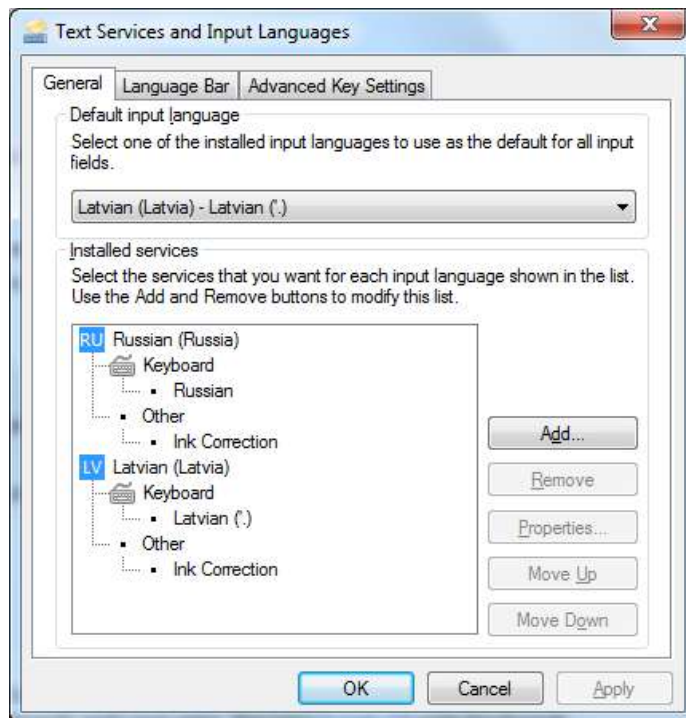 Text Services and Input Languages
General
Language Bar
Advanced Key Settings
Default input language
Select one of the installed input languages to use as the default for all input
fields.
Latvian (Latvia) - Latvian ('.)
Installed services
Select the services that you want for each input language shown in the list.
Use the Add and Remove buttons to modify this list.
RU Russian (Russia)
Keyboard
Russian
Other
Ink Correction
LV Latvian (Latvia)
Keyboard
Latvian ('.)
Other
Ink Correction
Add...
Remove
Properties...
Move Up
Move Down
OK
Cancel
Apply